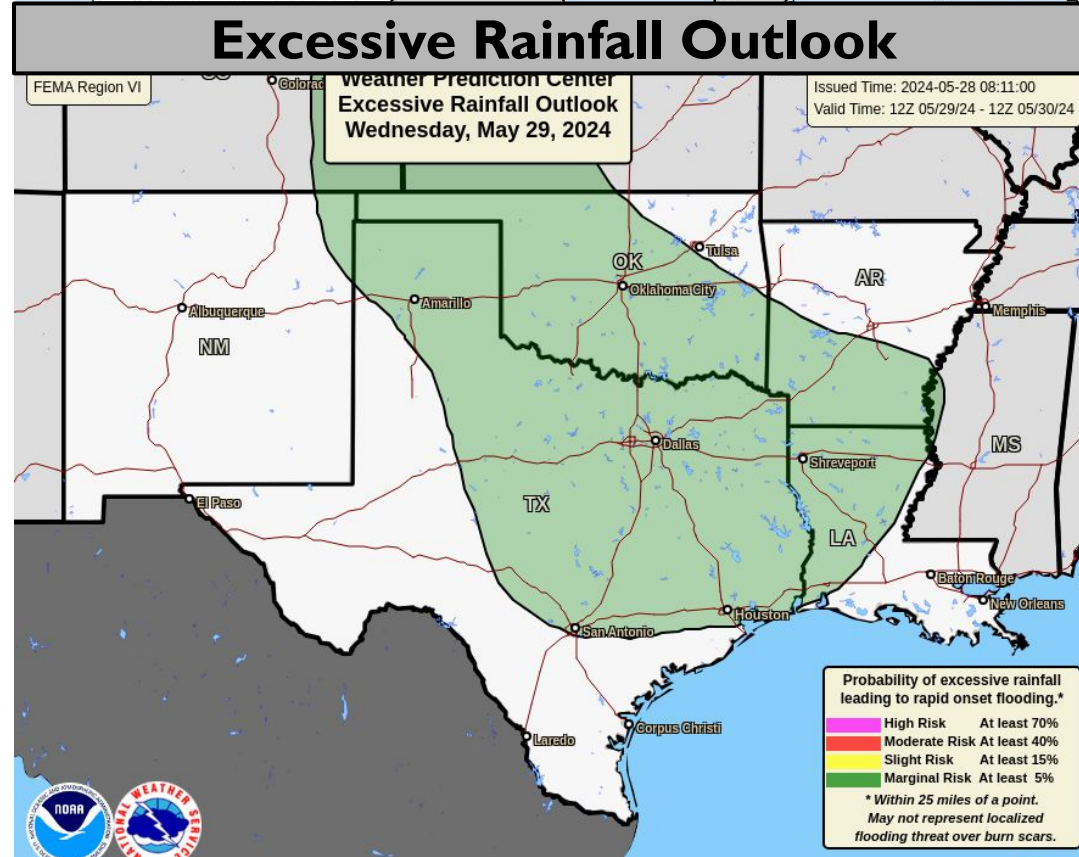 Excessive Rainfall Outlook
FEMA Region VI
Weather Prediction Center
Excessive Rainfall Outlook
Wednesday, May 29, 2024
Issued Time: 2024-05-28 08:11:00
Valid Time: 12Z 05/29/24 - 12Z 05/30/24
Tulsa
OK
Oklahoma City
AR
Amarillo
Albuquerque
Memphis
NM
Dallas
MS
Shreveport
El Paso
TX
LA
Baton Rouge
New Orleans
Houston
San Antonio
Corpus Christi
Laredo
Probability of excessive rainfall
leading to rapid onset flooding.*
High Risk At least 70%
Moderate Risk At least 40%
Slight Risk At least 15%
Marginal Risk At least 5%
* Within 25 miles of a point.
May not represent localized
flooding threat over burn scars.
NOAA
NATIONAL WEATHER SERVICE